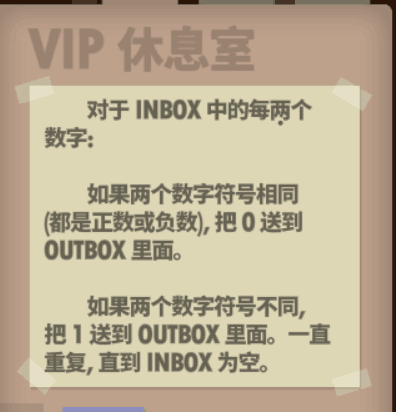 VIP 休息室
对于 INBOX 中的每两个
数字:
如果两个数字符号相同
(都是正数或负数), 把 0 送到
OUTBOX 里面。
如果两个数字符号不同,
把 1 送到 OUTBOX 里面。一直
重复, 直到 INBOX 为空。